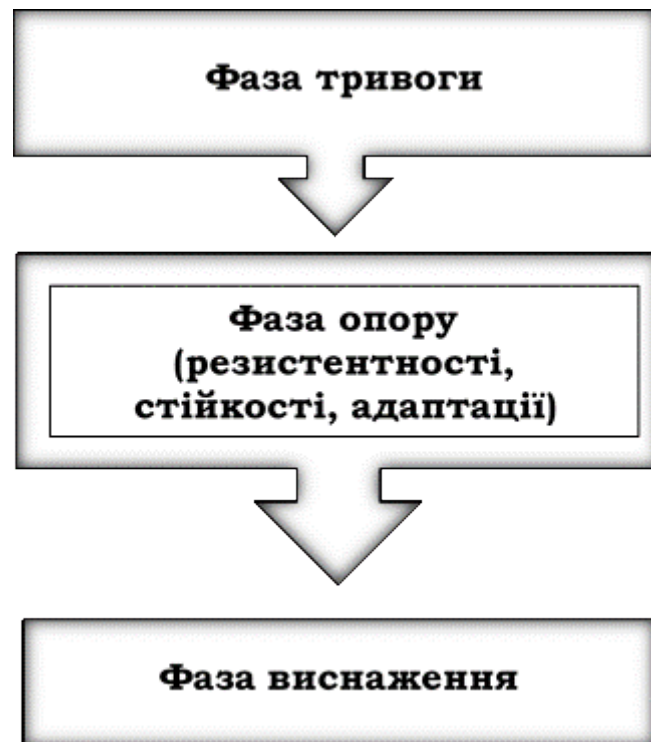 Фаза тривоги
Фаза опору
(резистентності,
стійкості, адаптації)
Фаза виснаження